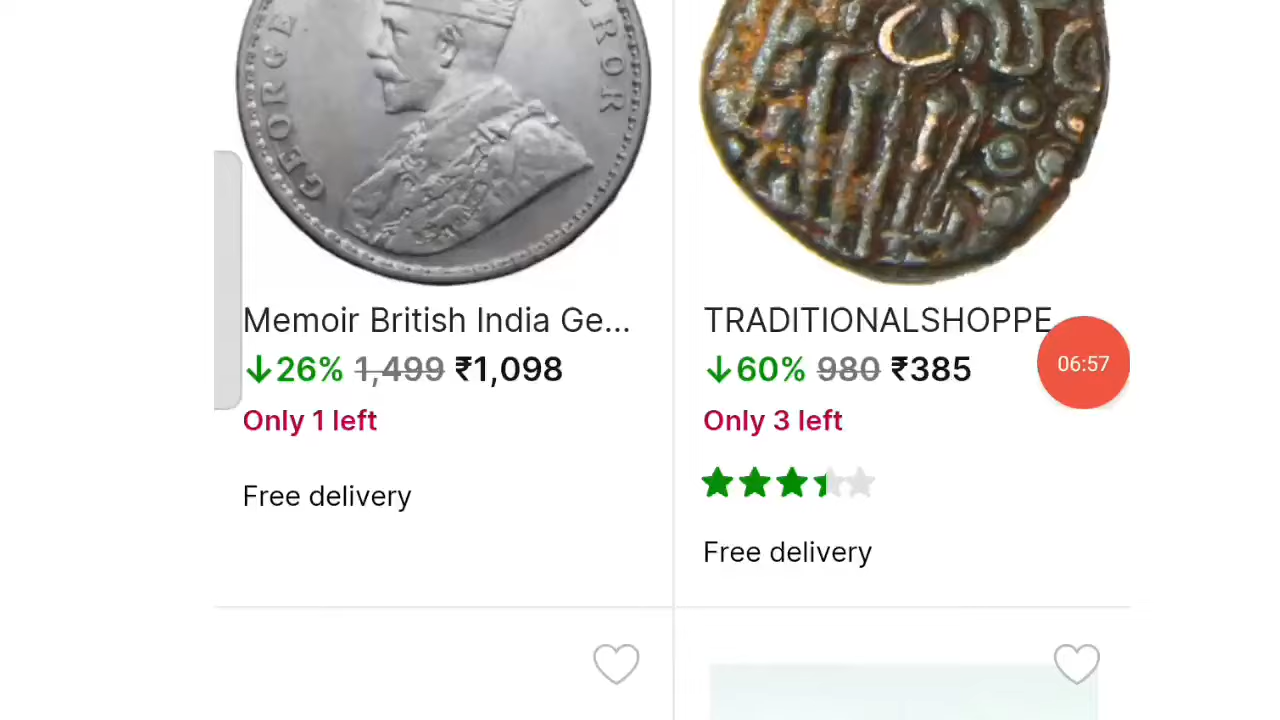 GEORGE
EROR
Memoir British India Ge...
↓26% 1,499 ₹1,098
Only 1 left
Free delivery
TRADITIONALSHOPPE
↓60% 980 ₹385
06:57
Only 3 left
Free delivery